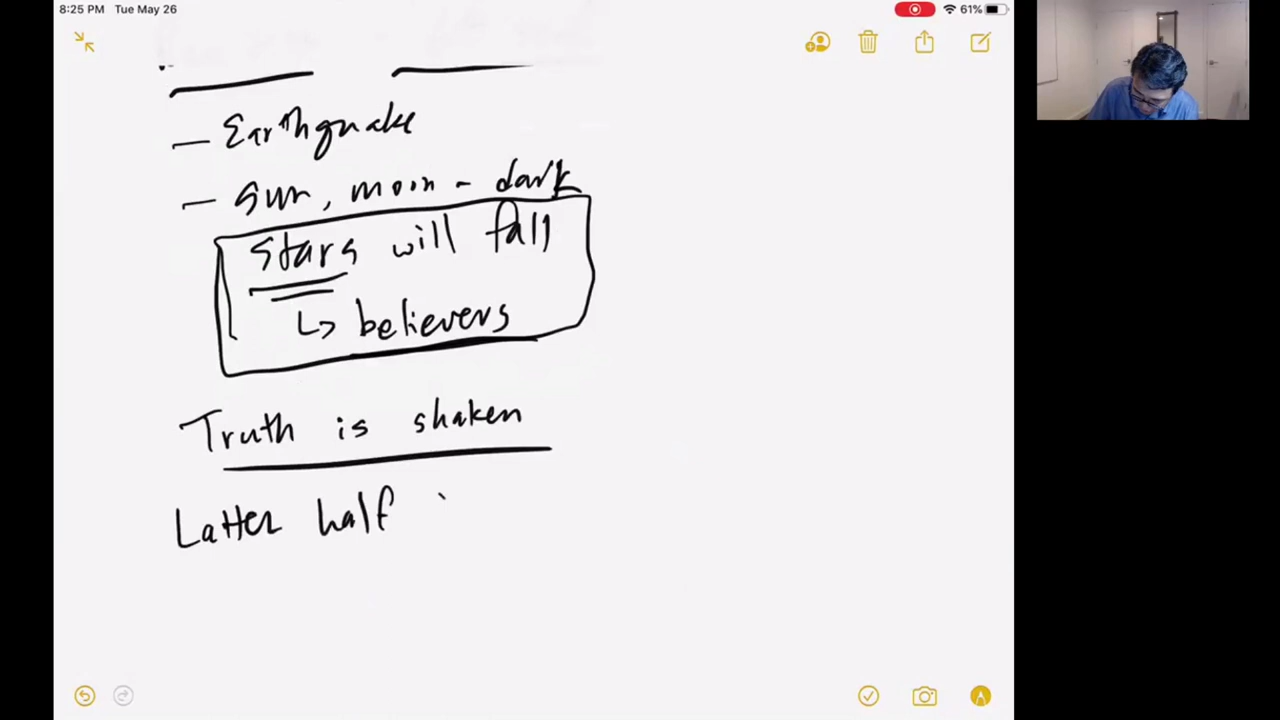 8:25 PM Tue May 26
61%
– Earthquake
– Sun, moon - dark
stars will fall
↳ believers
Truth is shaken
Latter half